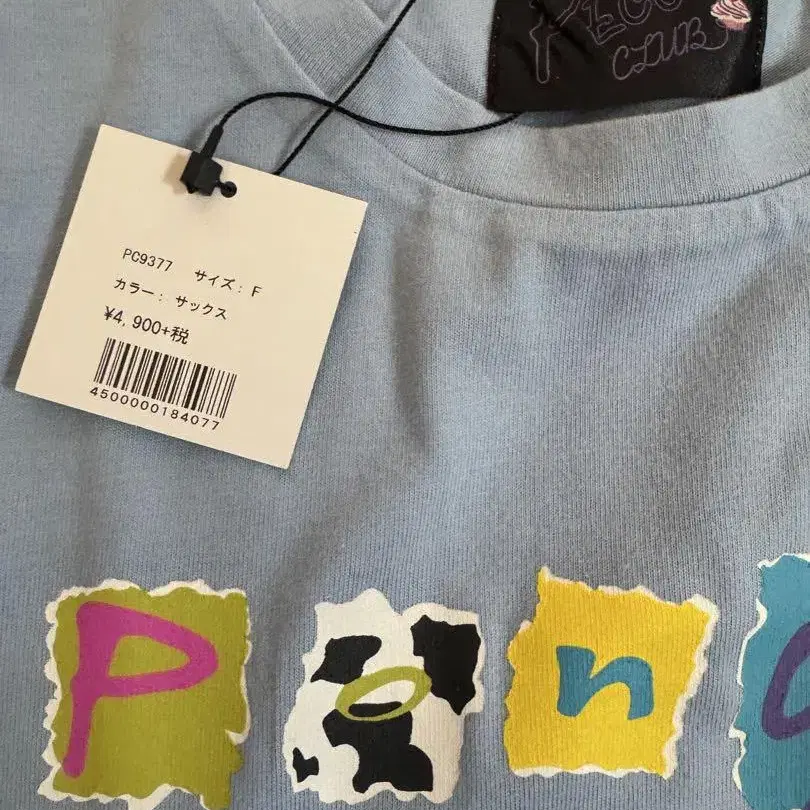 CLUB
PC9377 サイズ: F
カラー: サックス
¥4, 900+税
4500000184077
P o n